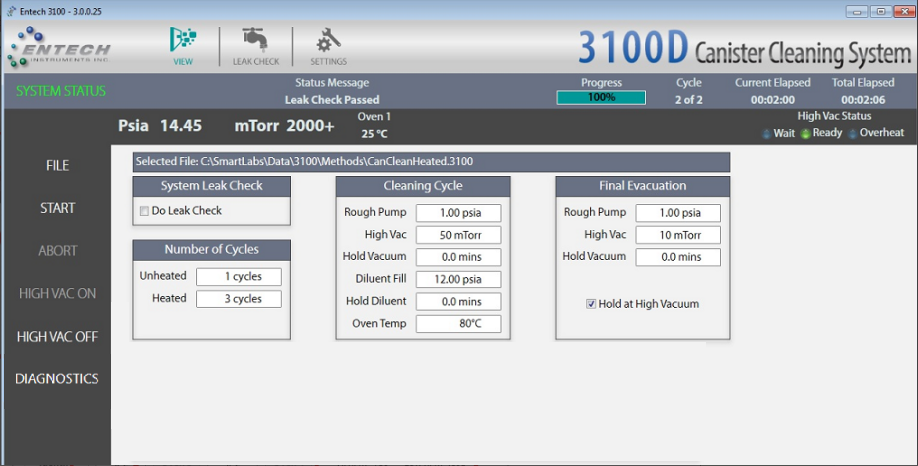 Entech 3100 - 3.0.0.25
ENTECH
INSTRUMENTS INC.
VIEW
LEAK CHECK
SETTINGS
3100D Canister Cleaning System
SYSTEM STATUS
Status Message
Leak Check Passed
Progress
100%
Cycle
2 of 2
Current Elapsed
00:02:00
Total Elapsed
00:02:06
Psia 14.45
mTorr 2000+
Oven 1
25 °C
High Vac Status
Wait Ready Overheat
FILE
START
ABORT
HIGH VAC ON
HIGH VAC OFF
DIAGNOSTICS
Selected File: C:\SmartLabs\Data\3100\Methods\CanCleanHeated.3100
System Leak Check
Do Leak Check
Number of Cycles
Unheated 1 cycles
Heated 3 cycles
Cleaning Cycle
Rough Pump 1.00 psia
High Vac 50 mTorr
Hold Vacuum 0.0 mins
Diluent Fill 12.00 psia
Hold Diluent 0.0 mins
Oven Temp 80°C
Final Evacuation
Rough Pump 1.00 psia
High Vac 10 mTorr
Hold Vacuum 0.0 mins
Hold at High Vacuum